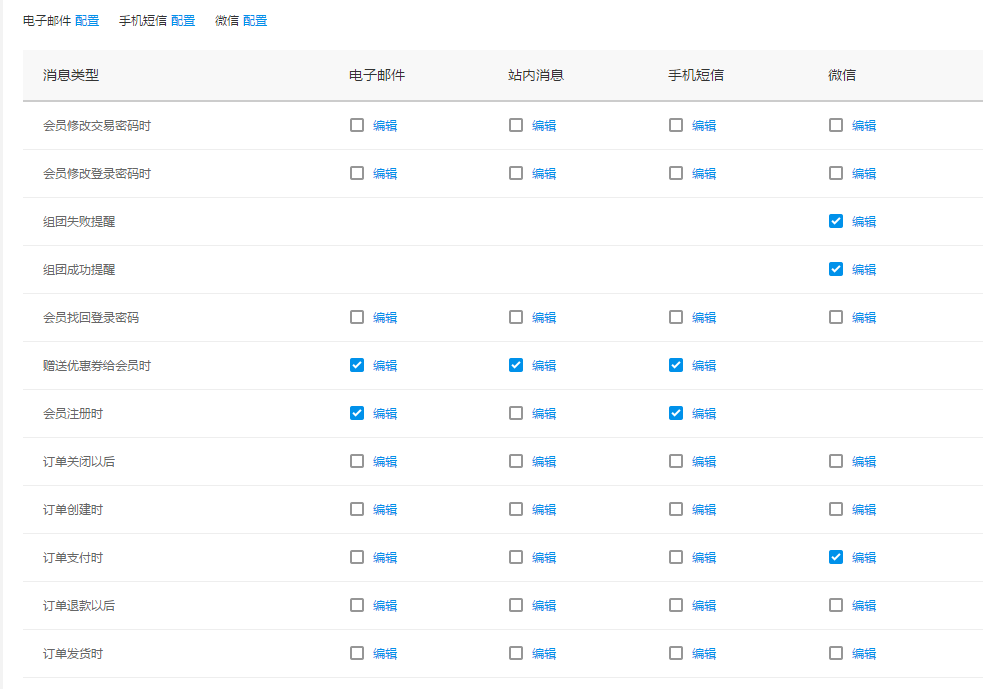 电子邮件 配置 手机短信 配置 微信 配置
消息类型 电子邮件 站内消息 手机短信 微信
会员修改交易密码时 编辑 编辑 编辑 编辑
会员修改登录密码时 编辑 编辑 编辑 编辑
组团失败提醒 编辑
组团成功提醒 编辑
会员找回登录密码 编辑 编辑 编辑 编辑
赠送优惠券给会员时 编辑 编辑 编辑
会员注册时 编辑 编辑 编辑
订单关闭以后 编辑 编辑 编辑 编辑
订单创建时 编辑 编辑 编辑 编辑
订单支付时 编辑 编辑 编辑 编辑
订单退款以后 编辑 编辑 编辑 编辑
订单发货时 编辑 编辑 编辑 编辑